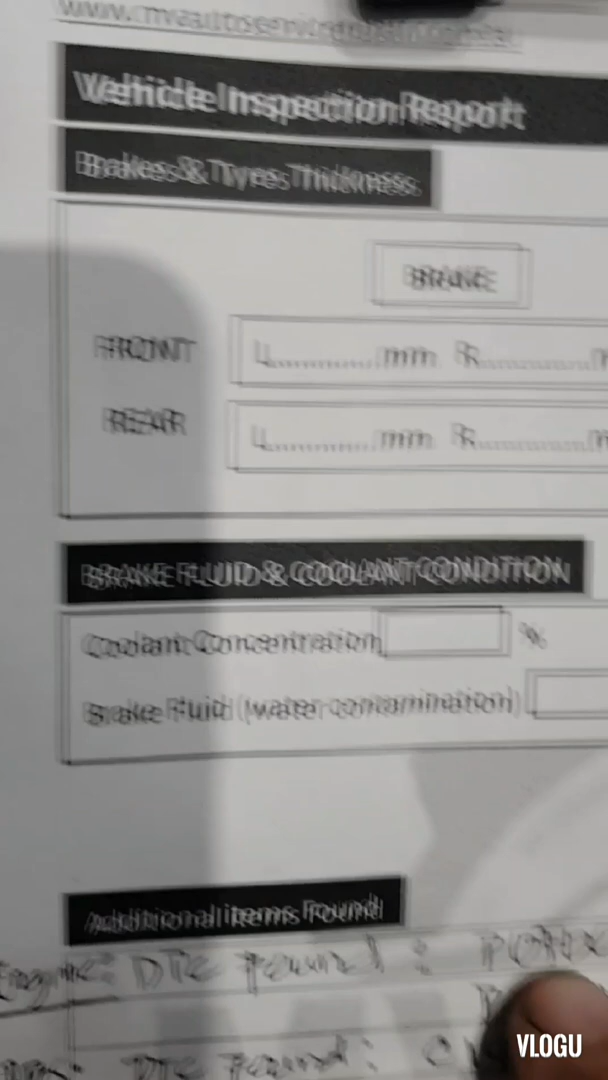 Vehicle Inspection Report
Brakes & Tyres Thickness
BRAKE
FRONT L............mm R............
REAR L............mm R............
BRAKE FLUID & COOLANT CONDITION
Coolant Concentration %
Brake Fluid (water contamination)
Additional items Found
Engine: DTC Found :
DTC Found :
VLOGU